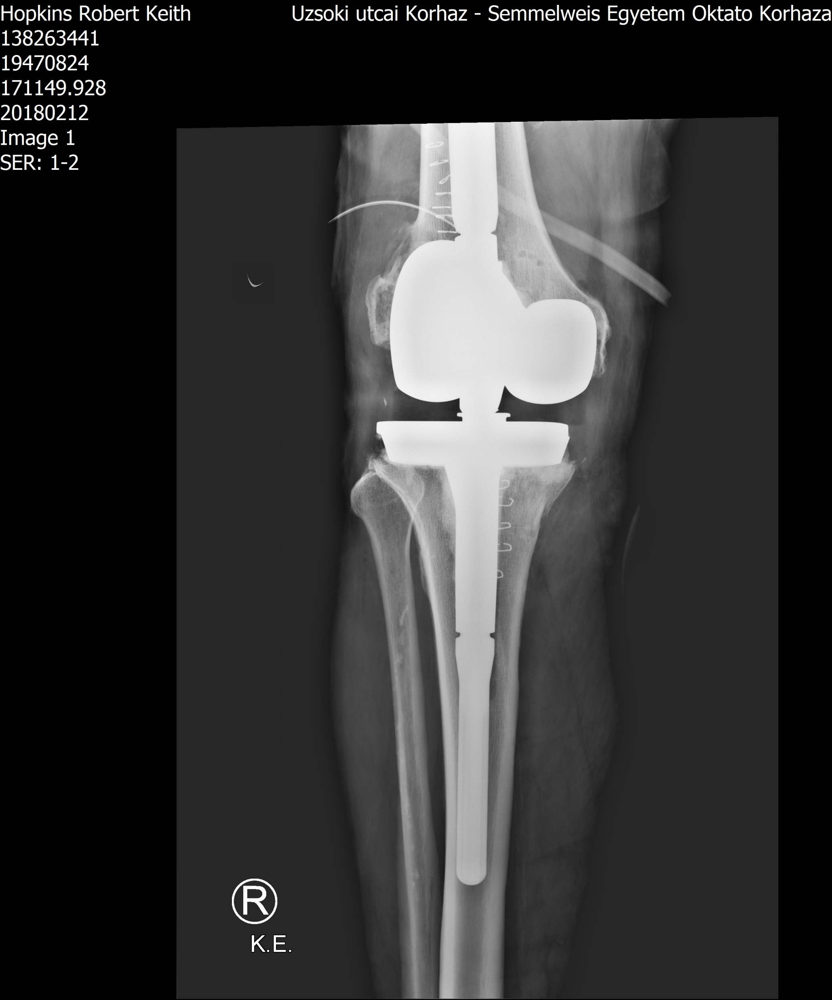 Hopkins Robert Keith
Uzsoki utcai Korhaz - Semmelweis Egyetem Oktato Korhaza
138263441
19470824
171149.928
20180212
Image 1
SER: 1-2
R
K.E.